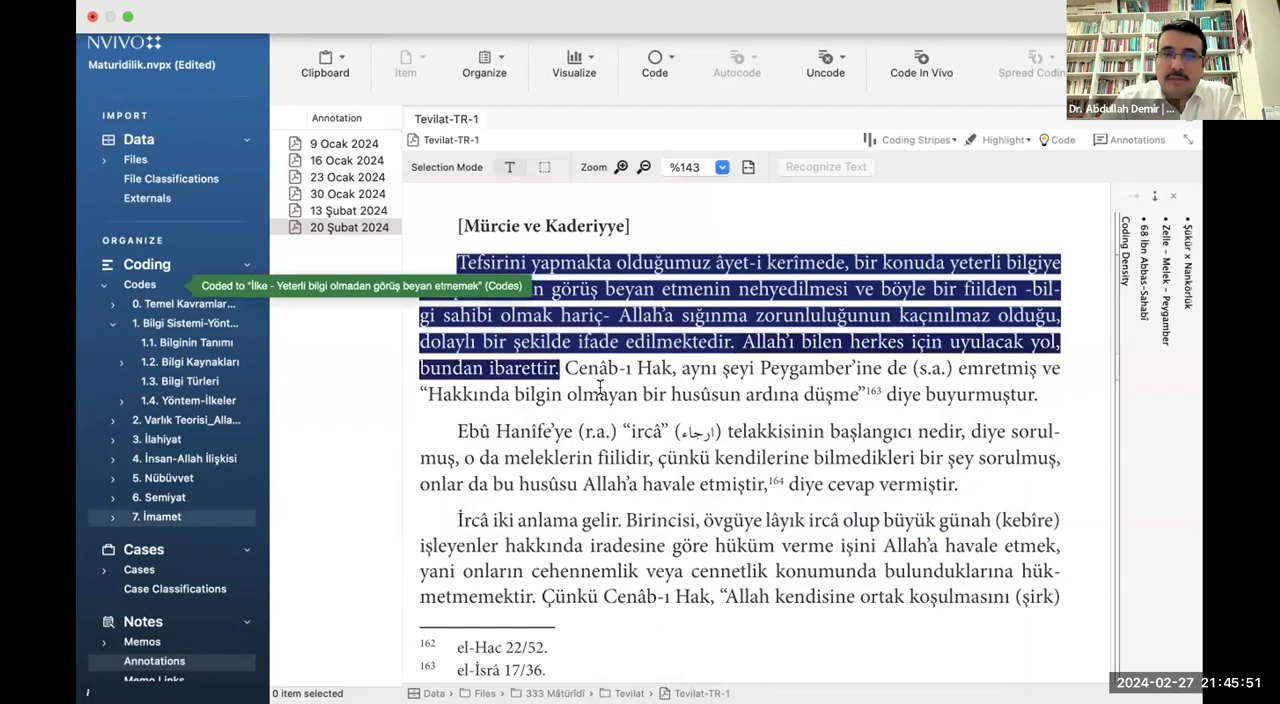 NVIVO
Maturidilik.nvpx (Edited)
IMPORT
Data
Files
File Classifications
Externals
ORGANIZE
Coding
Codes
0. Temel Kavramlar...
1. Bilgi Sistemi-Yönt...
1.1. Bilginin Tanımı
1.2. Bilgi Kaynakları
1.3. Bilgi Türleri
1.4. Yöntem-İlkeler
2. Varlık Teorisi_Alla...
3. İlahiyat
4. İnsan-Allah İlişkisi
5. Nübüvvet
6. Semiyat
7. İmamet
Cases
Cases
Case Classifications
Notes
Memos
Annotations
Memo Links
Clipboard
Item
Organize
Visualize
Code
Autocode
Uncode
Code In Vivo
Spread Codin
Dr. Abdullah Demir | ...
Annotation
9 Ocak 2024
16 Ocak 2024
23 Ocak 2024
30 Ocak 2024
13 Şubat 2024
20 Şubat 2024
0 item selected
Tevilat-TR-1
Tevilat-TR-1
Coding Stripes
Highlight
Code
Annotations
Selection Mode
T
Zoom
%143
Recognize Text
[Mürcie ve Kaderiyye]
Tefsirini yapmakta olduğumuz âyet-i kerîmede, bir konuda yeterli bilgiye
Coded to "İlke - Yeterli bilgi olmadan görüş beyan etmemek" (Codes)
n görüş beyan etmenin nehyedilmesi ve böyle bir fiilden -bil-
gi sahibi olmak hariç- Allah'a sığınma zorunluluğunun kaçınılmaz olduğu,
dolaylı bir şekilde ifade edilmektedir. Allah'ı bilen herkes için uyulacak yol,
bundan ibarettir. Cenâb-ı Hak, aynı şeyi Peygamber'ine de (s.a.) emretmiş ve
“Hakkında bilgin olmayan bir husûsun ardına düşme”163 diye buyurmuştur.
Ebû Hanîfe'ye (r.a.) “ircâ” (ارجاء) telakkisinin başlangıcı nedir, diye sorul-
muş, o da meleklerin fiilidir, çünkü kendilerine bilmedikleri bir şey sorulmuş,
onlar da bu husûsu Allah'a havale etmiştir,164 diye cevap vermiştir.
İrcâ iki anlama gelir. Birincisi, övgüye lâyık ircâ olup büyük günah (kebîre)
işleyenler hakkında iradesine göre hüküm verme işini Allah'a havale etmek,
yani onların cehennemlik veya cennetlik konumunda bulunduklarına hük-
metmemektir. Çünkü Cenâb-ı Hak, “Allah kendisine ortak koşulmasını (şirk)
162 el-Hac 22/52.
163 el-İsrâ 17/36.
Data › Files › 333 Mâtürîdî › Tevilat › Tevilat-TR-1
Şükür x Nankörlük
Zelle - Melek - Peygamber
68 İbn Abbas-Sahabî
Coding Density
2024-02-27 21:45:51